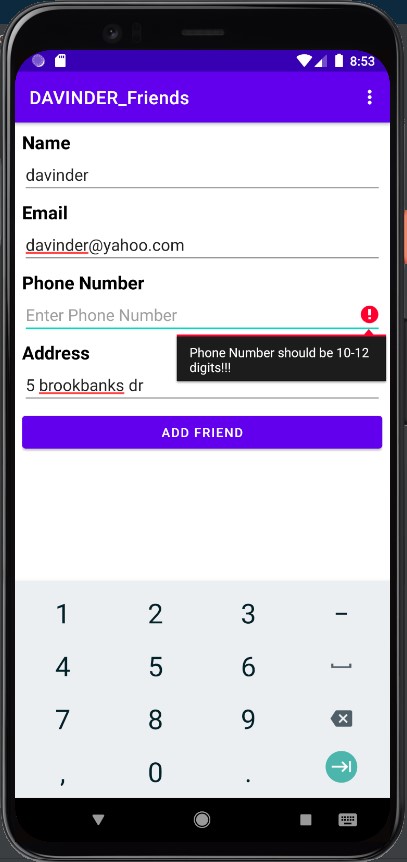 8:53
DAVINDER_Friends
Name
davinder
Email
davinder@yahoo.com
Phone Number
Enter Phone Number
Phone Number should be 10-12
digits!!!
Address
5 brookbanks dr
ADD FRIEND
1 2 3 -
4 5 6
7 8 9
, 0 .